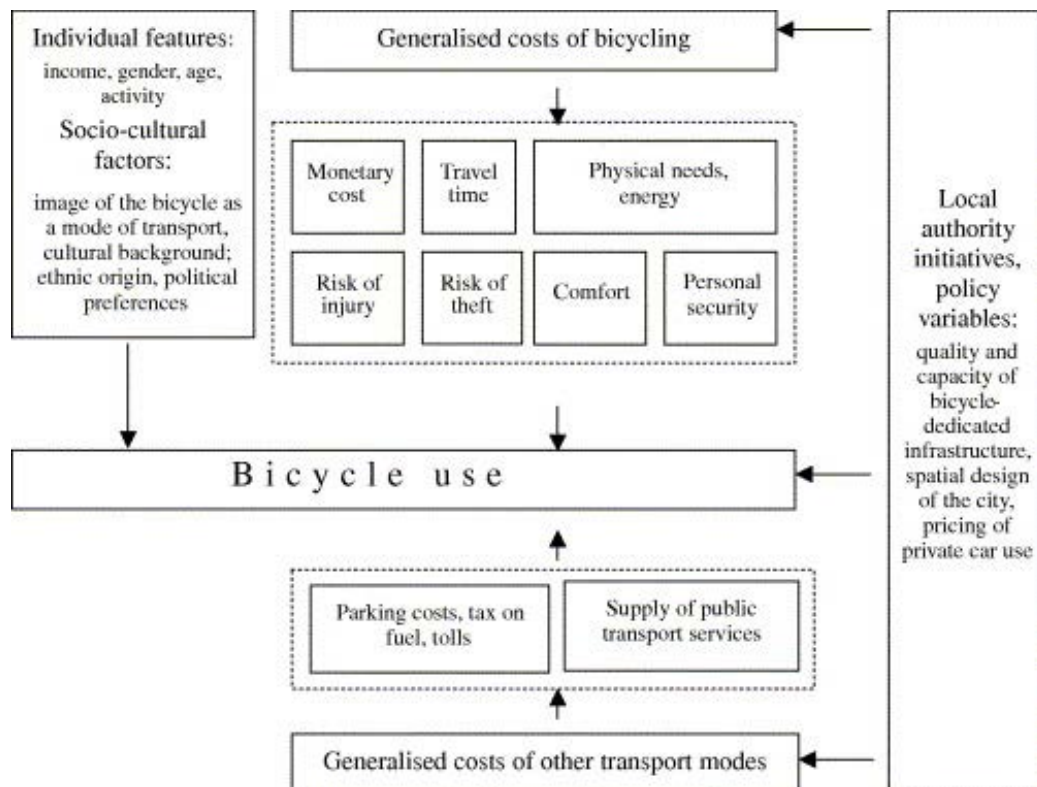 Individual features:
income, gender, age,
activity
Socio-cultural
factors:
image of the bicycle as
a mode of transport,
cultural background;
ethnic origin, political
preferences
Generalised costs of bicycling
Monetary
cost
Travel
time
Physical needs,
energy
Risk of
injury
Risk of
theft
Comfort
Personal
security
Bicycle use
Parking costs, tax on
fuel, tolls
Supply of public
transport services
Generalised costs of other transport modes
Local
authority
initiatives,
policy
variables:
quality and
capacity of
bicycle-
dedicated
infrastructure,
spatial design
of the city,
pricing of
private car use